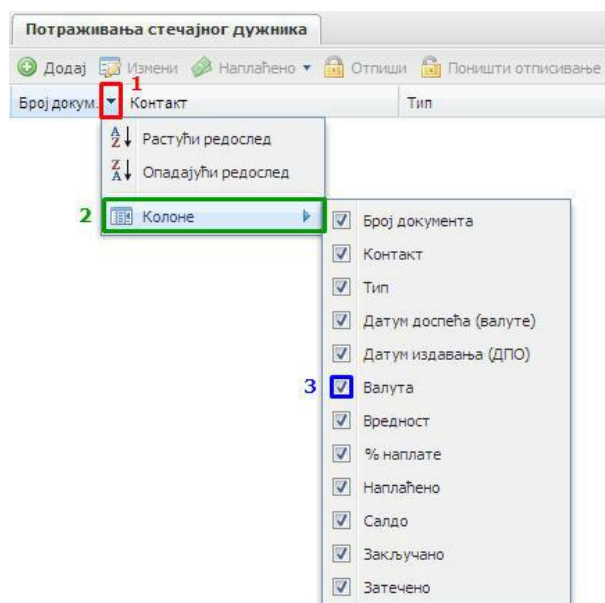 Потраживања стечајног дужника
Додај Измени Наплаћено Отпиши Поништи отписивање
1
Број докум. Контакт Тип
Растући редослед
Опадајући редослед
2 Колоне
Број документа
Контакт
Тип
Датум доспећа (валуте)
Датум издавања (ДПО)
3 Валута
Вредност
% наплате
Наплаћено
Салдо
Закључано
Затечено